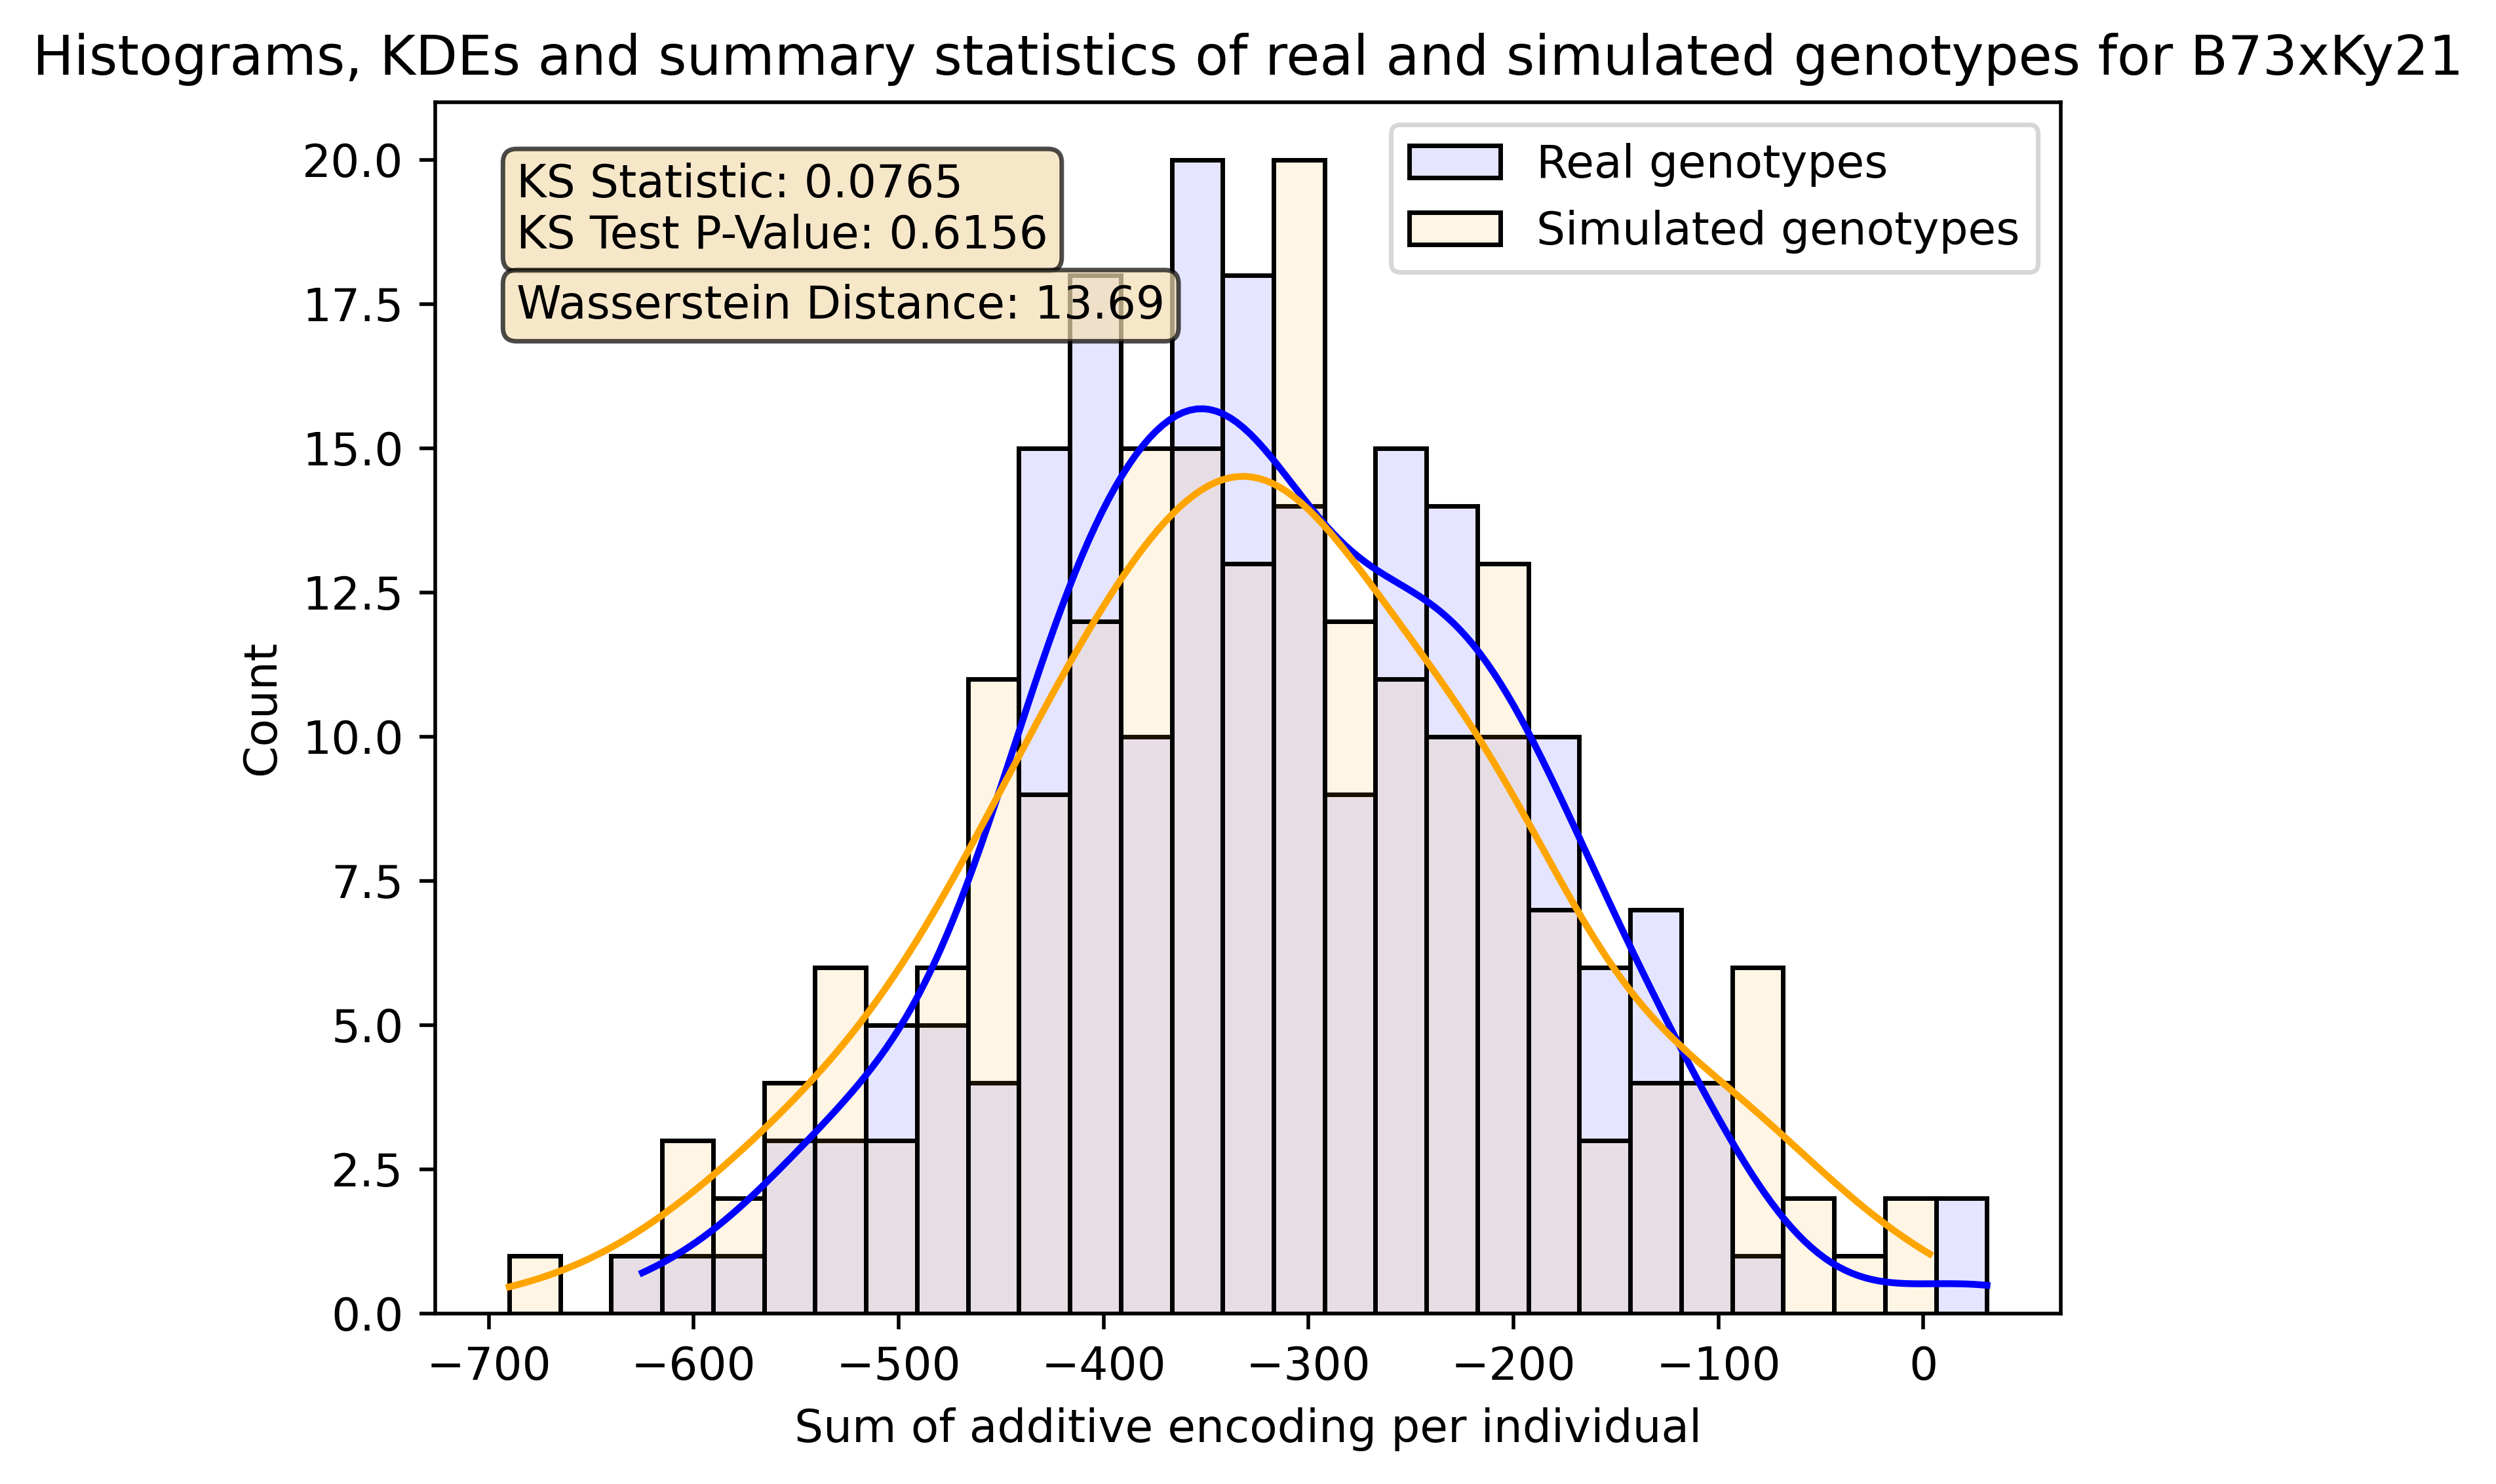 Histograms, KDEs and summary statistics of real and simulated genotypes for B73xKy21
KS Statistic: 0.0765
KS Test P-Value: 0.6156
Wasserstein Distance: 13.69
Real genotypes
Simulated genotypes
Count
20.0
17.5
15.0
12.5
10.0
7.5
5.0
2.5
0.0
−700 −600 −500 −400 −300 −200 −100 0
Sum of additive encoding per individual